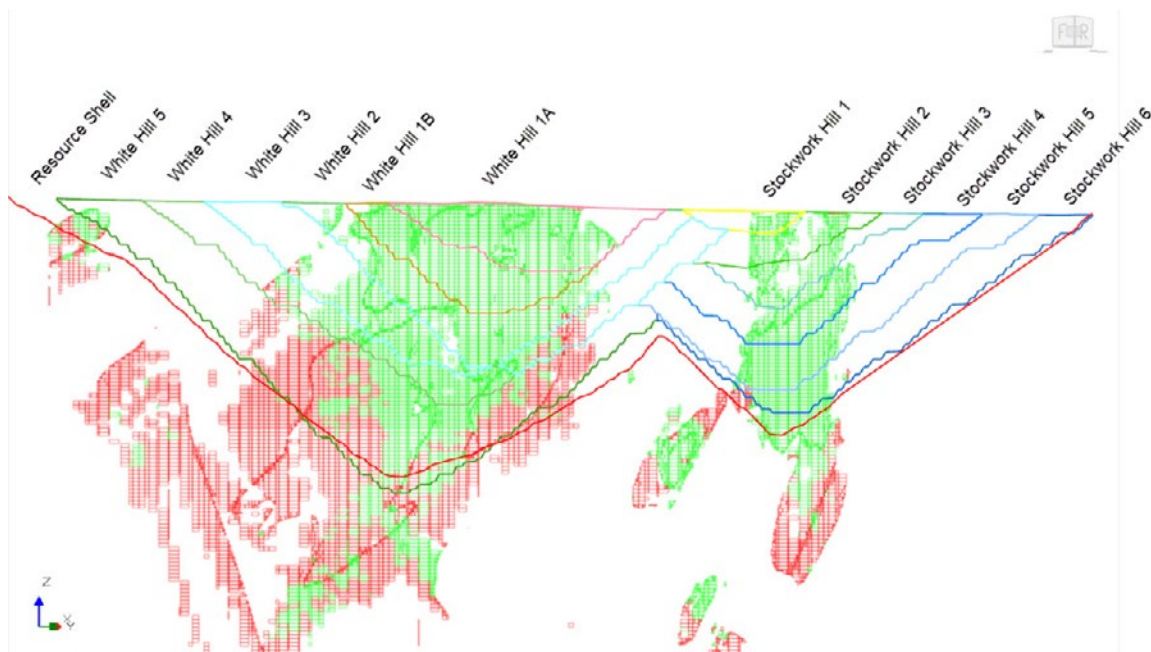 Resource Shell
White Hill 5
White Hill 4
White Hill 3
White Hill 2
White Hill 1B
White Hill 1A
Stockwork Hill 1
Stockwork Hill 2
Stockwork Hill 3
Stockwork Hill 4
Stockwork Hill 5
Stockwork Hill 6
Z
X
Y